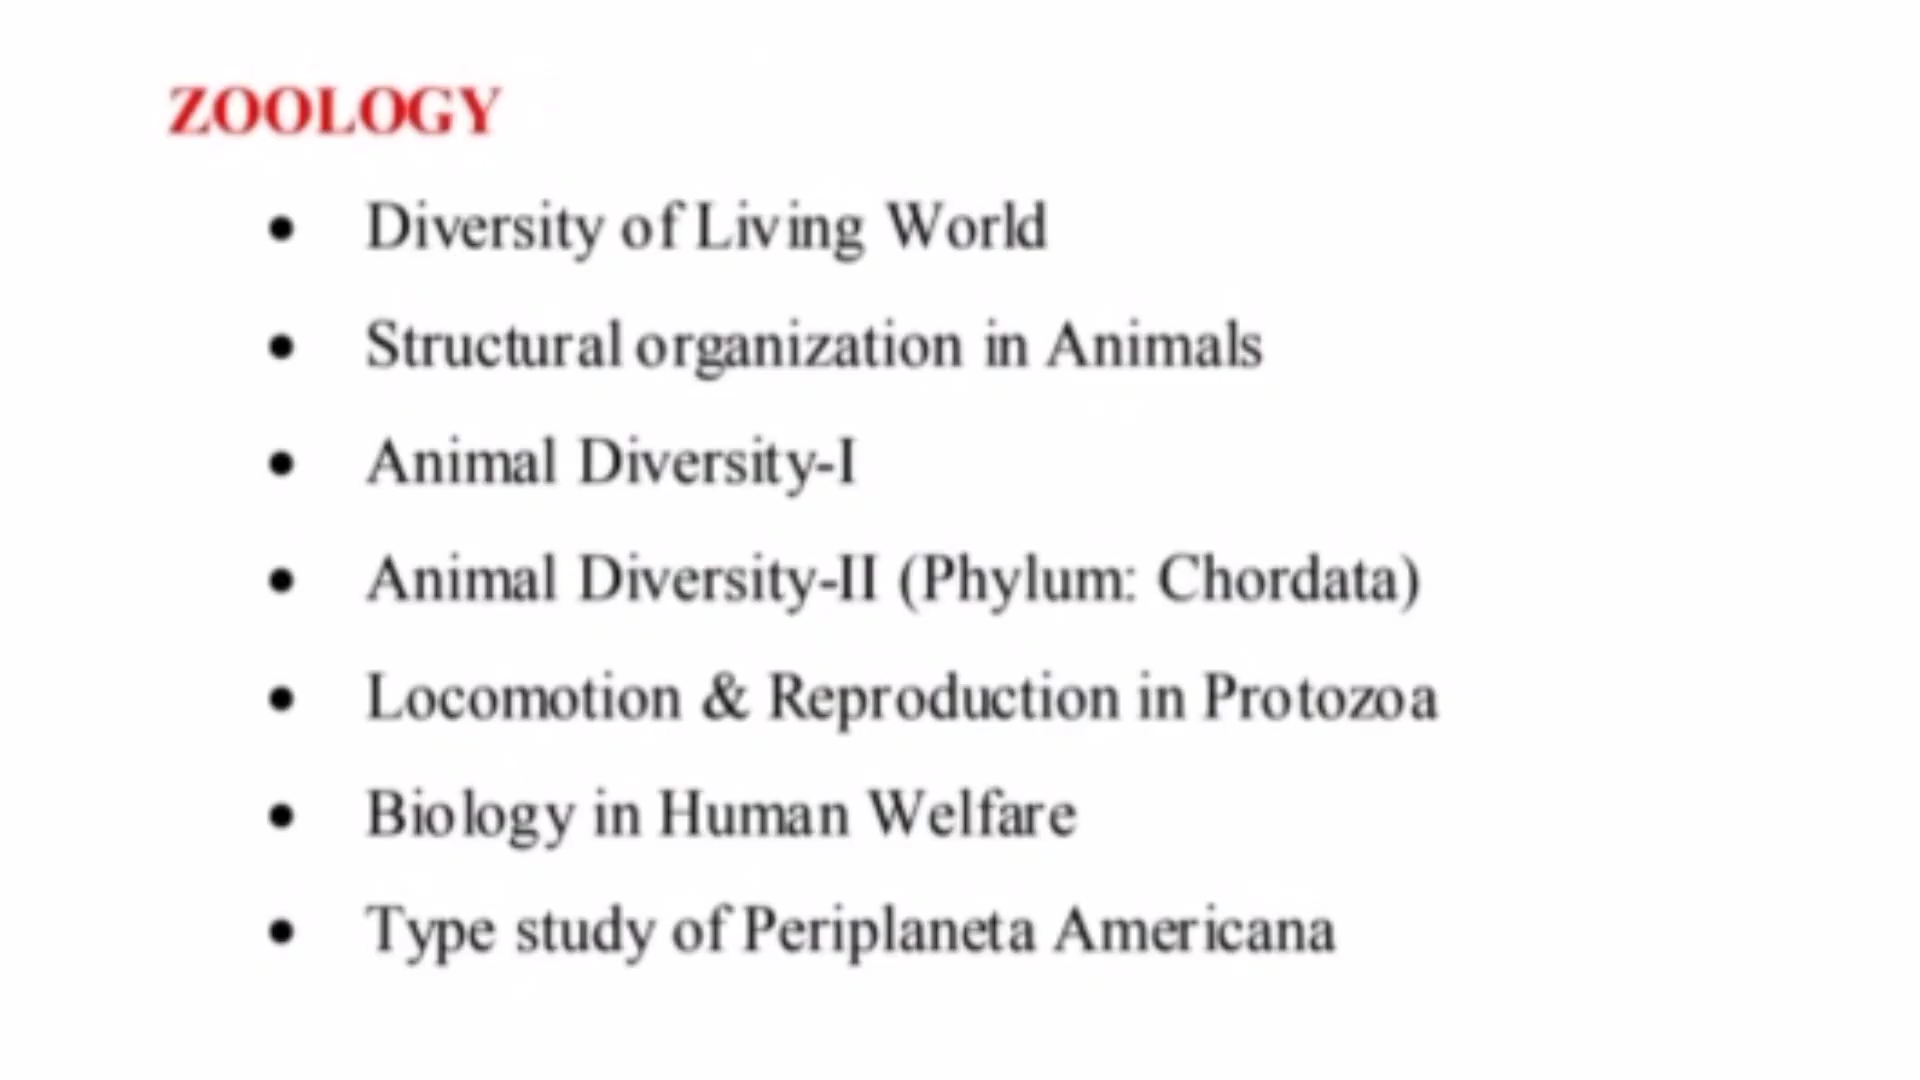 ZOOLOGY
• Diversity of Living World
• Structural organization in Animals
• Animal Diversity-I
• Animal Diversity-II (Phylum: Chordata)
• Locomotion & Reproduction in Protozoa
• Biology in Human Welfare
• Type study of Periplaneta Americana